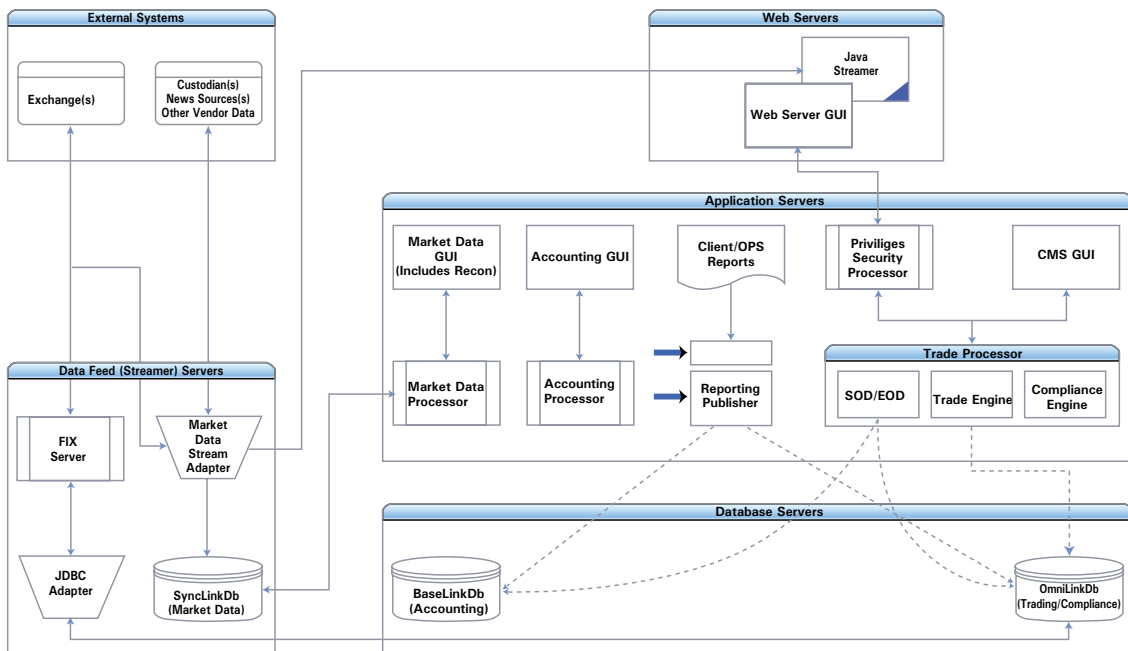 External Systems
Exchange(s)
Custodian(s)
News Sources(s)
Other Vendor Data
Web Servers
Java
Streamer
Web Server GUI
Application Servers
Market Data
GUI
(Includes Recon)
Accounting GUI
Client/OPS
Reports
Priviliges
Security
Processor
CMS GUI
Market Data
Processor
Accounting
Processor
Reporting
Publisher
Trade Processor
SOD/EOD
Trade Engine
Compliance
Engine
Data Feed (Streamer) Servers
FIX
Server
Market
Data
Stream
Adapter
JDBC
Adapter
SyncLinkDb
(Market Data)
Database Servers
BaseLinkDb
(Accounting)
OmniLinkDb
(Trading/Compliance)